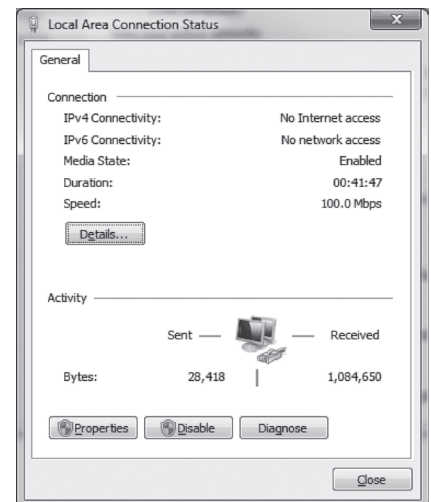 Local Area Connection Status
General
Connection
IPv4 Connectivity: No Internet access
IPv6 Connectivity: No network access
Media State: Enabled
Duration: 00:41:47
Speed: 100.0 Mbps
Details...
Activity
Sent Received
Bytes: 28,418 1,084,650
Properties Disable Diagnose
Close